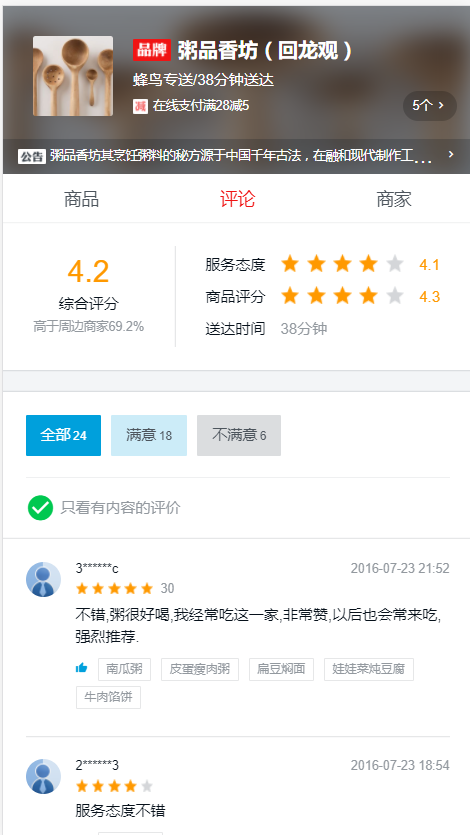 品牌 粥品香坊（回龙观）
蜂鸟专送/38分钟送达
减 在线支付满28减5
5个
公告 粥品香坊其烹饪粥料的秘方源于中国千年古法，在融和现代制作工...
商品 评论 商家
4.2
综合评分
高于周边商家69.2%
服务态度 4.1
商品评分 4.3
送达时间 38分钟
全部 24 满意 18 不满意 6
只看有内容的评价
3******c 2016-07-23 21:52
30
不错,粥很好喝,我经常吃这一家,非常赞,以后也会常来吃,
强烈推荐.
南瓜粥 皮蛋瘦肉粥 扁豆焖面 娃娃菜炖豆腐
牛肉馅饼
2******3 2016-07-23 18:54
服务态度不错